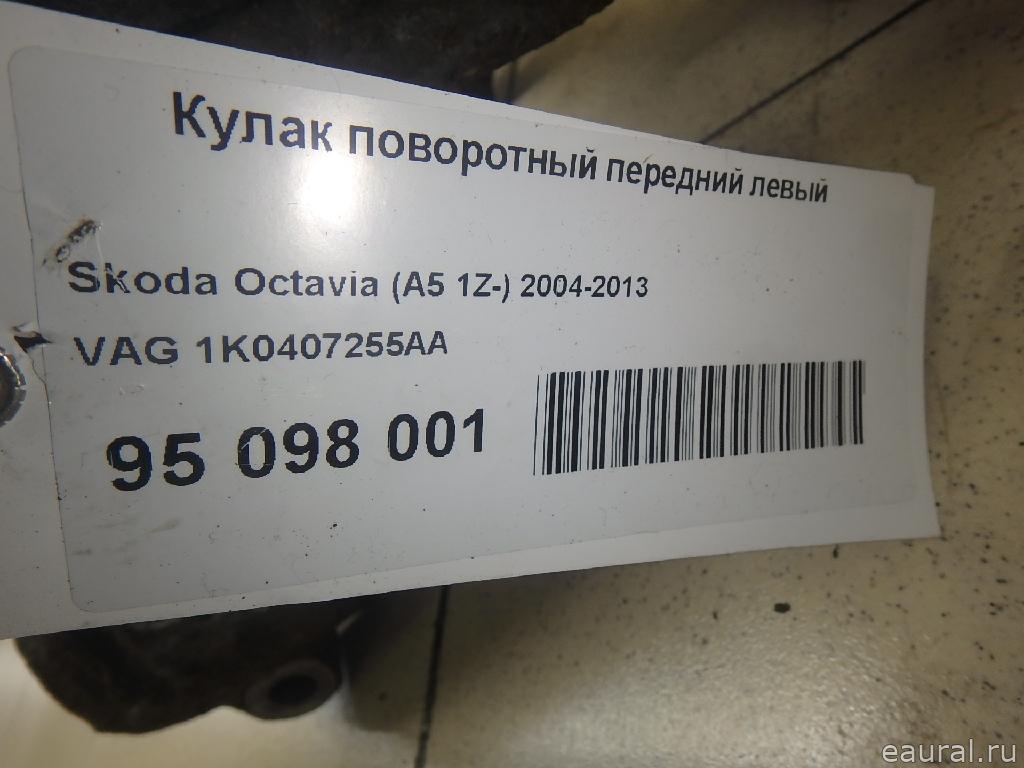 Кулак поворотный передний левый
Skoda Octavia (A5 1Z-) 2004-2013
VAG 1K0407255AA
95 098 001
eaural.ru